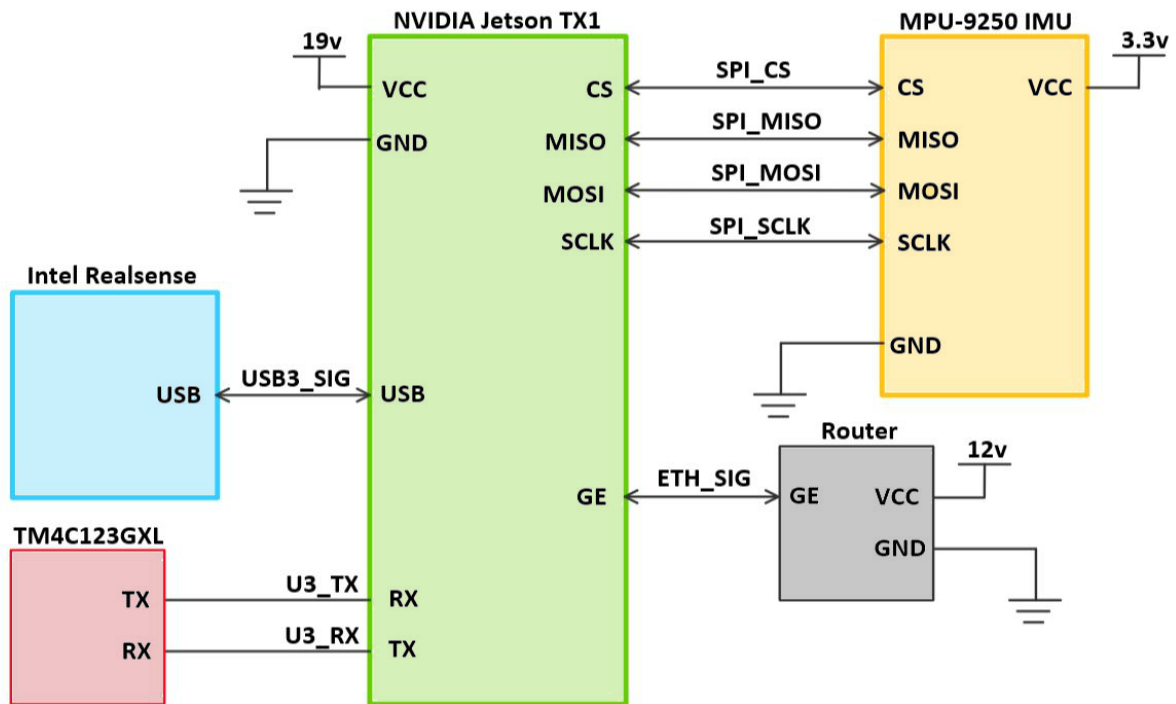 NVIDIA Jetson TX1
MPU-9250 IMU
19v
3.3v
VCC
CS
SPI_CS
CS
VCC
GND
MISO
SPI_MISO
MISO
MOSI
SPI_MOSI
MOSI
SCLK
SPI_SCLK
SCLK
Intel Realsense
GND
USB
USB3_SIG
USB
Router
12v
GE
ETH_SIG
GE
VCC
GND
TM4C123GXL
TX
U3_TX
RX
RX
U3_RX
TX